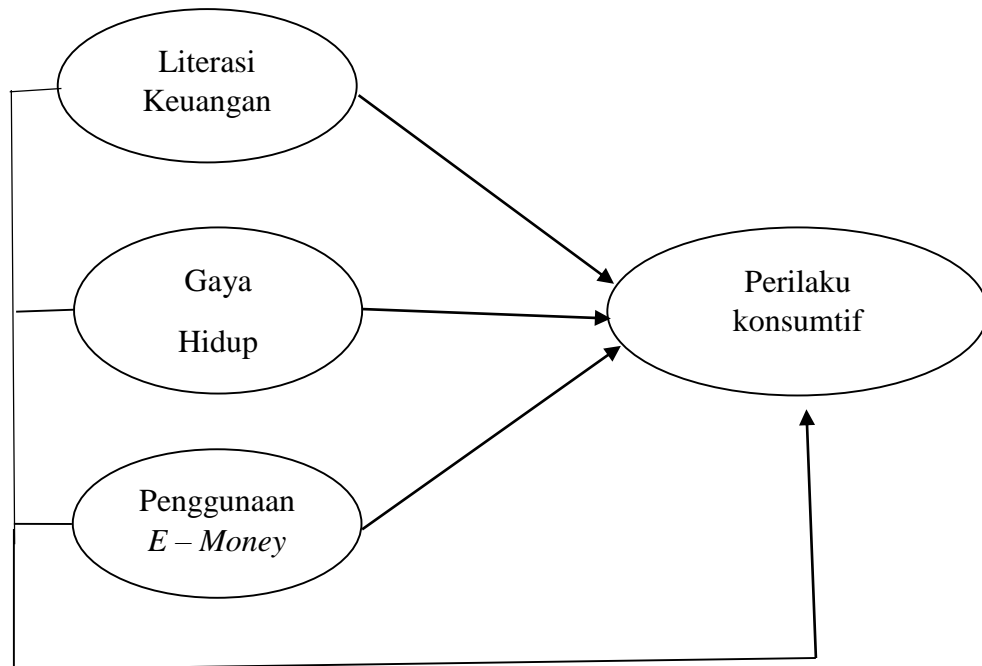 Literasi
Keuangan
Gaya
Hidup
Perilaku
konsumtif
Penggunaan
E – Money